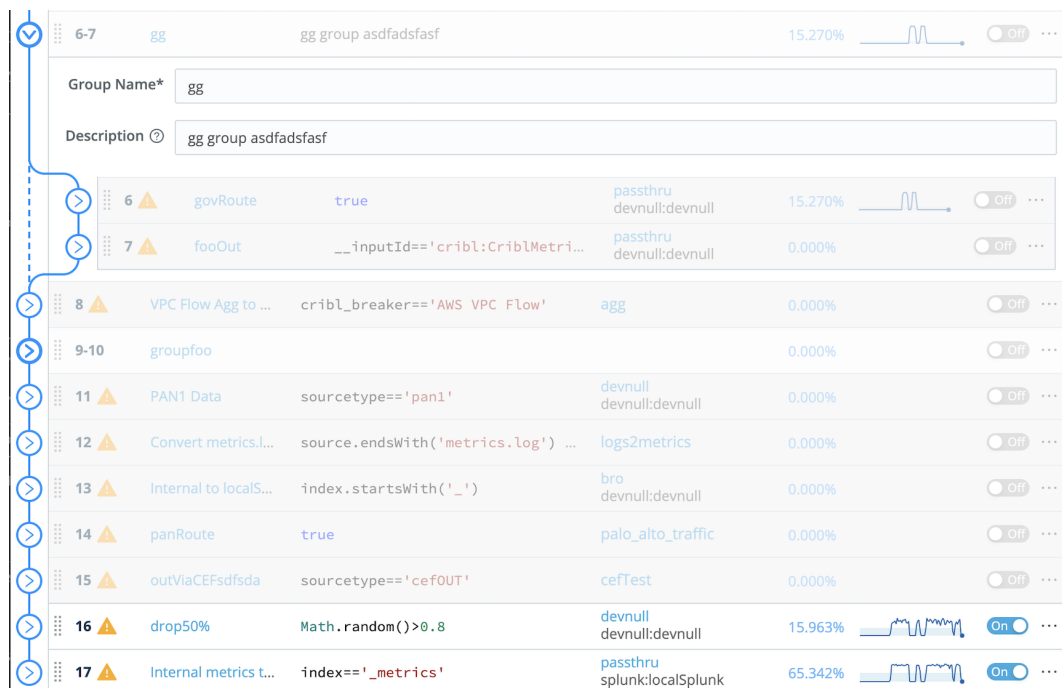 6-7 gg gg group asdfadsfasf 15.270% Off ...
Group Name* gg
Description ? gg group asdfadsfasf
6 govRoute true passthru 15.270% Off ...
devnull:devnull
7 fooOut __inputId=='cribl:CriblMetri... passthru 0.000% Off ...
devnull:devnull
8 VPC Flow Agg to ... cribl_breaker=='AWS VPC Flow' agg 0.000% Off ...
9-10 groupfoo 0.000% Off ...
11 PAN1 Data sourcetype=='pan1' devnull 0.000% Off ...
devnull:devnull
12 Convert metrics.l... source.endsWith('metrics.log') ... logs2metrics 0.000% Off ...
13 Internal to localS... index.startsWith('_') bro 0.000% Off ...
devnull:devnull
14 panRoute true palo_alto_traffic 0.000% Off ...
15 outViaCEFsdfsda sourcetype=='cefOUT' cefTest 0.000% Off ...
16 drop50% Math.random()>0.8 devnull 15.963% On ...
devnull:devnull
17 Internal metrics t... index=='_metrics' passthru 65.342% On ...
splunk:localSplunk